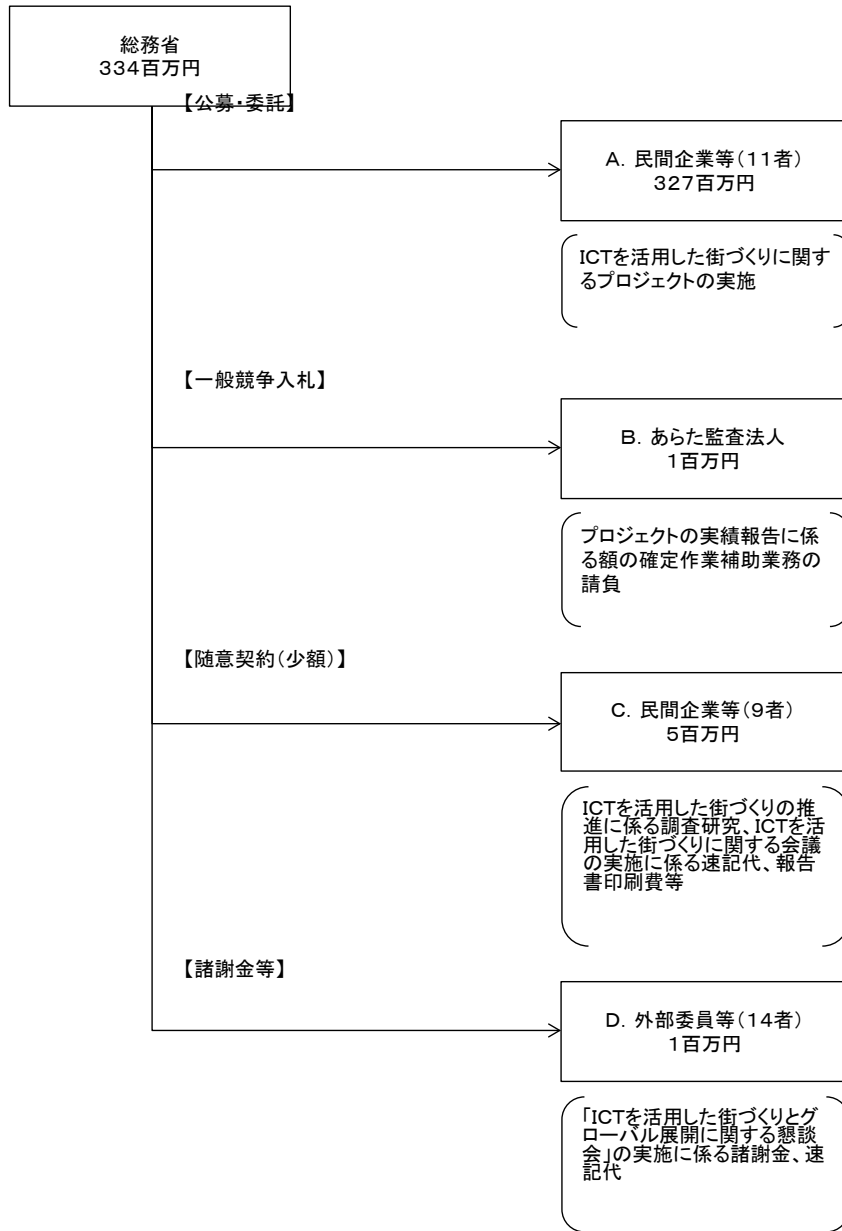 総務省
334百万円
【公募・委託】
A．民間企業等（11者）
327百万円
ICTを活用した街づくりに関す
るプロジェクトの実施
【一般競争入札】
B．あらた監査法人
1百万円
プロジェクトの実績報告に係
る額の確定作業補助業務の
請負
【随意契約（少額）】
C．民間企業等（9者）
5百万円
ICTを活用した街づくりの推
進に係る調査研究、ICTを活
用した街づくりに関する会議
の実施に係る速記代、報告
書印刷費等
【諸謝金等】
D．外部委員等（14者）
1百万円
「ICTを活用した街づくりとグ
ローバル展開に関する懇談
会」の実施に係る諸謝金、速
記代